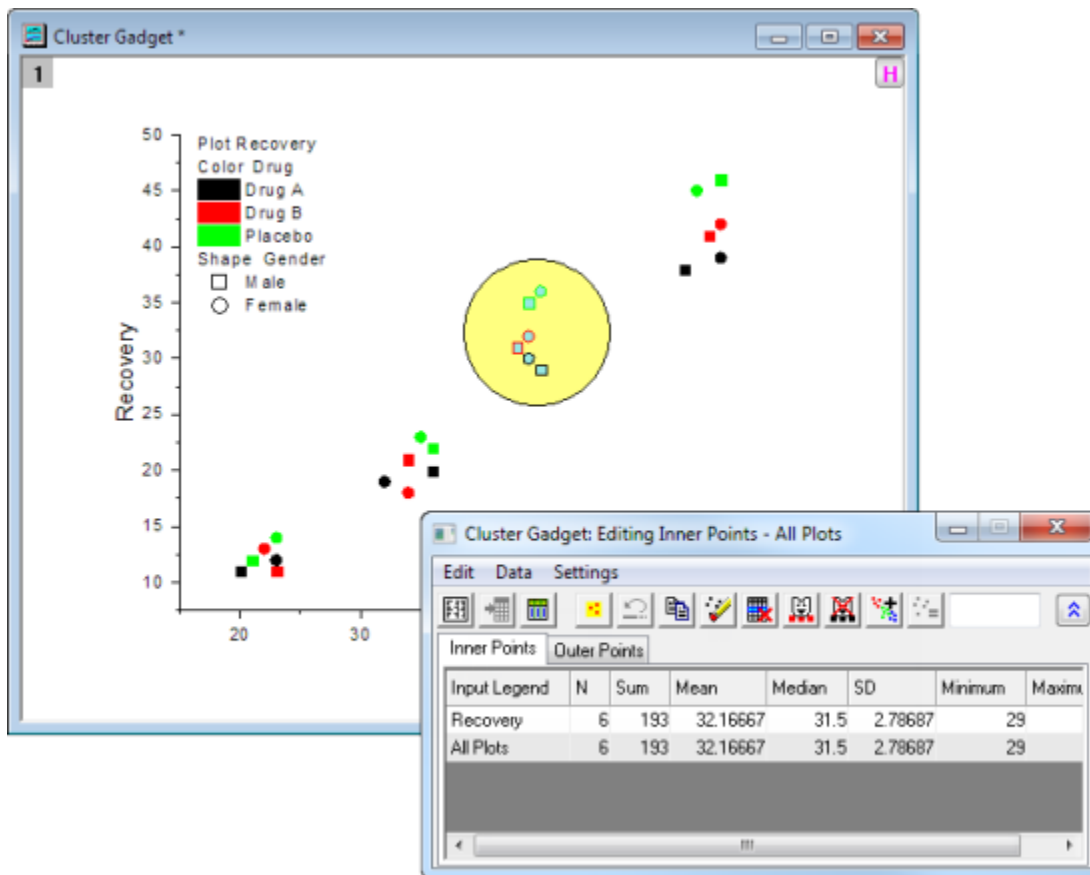 Cluster Gadget *
1
H
50
45
40
35
30
25
20
15
10
Recovery
Plot Recovery
Color Drug
Drug A
Drug B
Placebo
Shape Gender
Male
Female
20 30
Cluster Gadget: Editing Inner Points - All Plots
Edit Data Settings
Inner Points Outer Points
Input Legend N Sum Mean Median SD Minimum Maximu
Recovery 6 193 32.16667 31.5 2.78687 29
All Plots 6 193 32.16667 31.5 2.78687 29